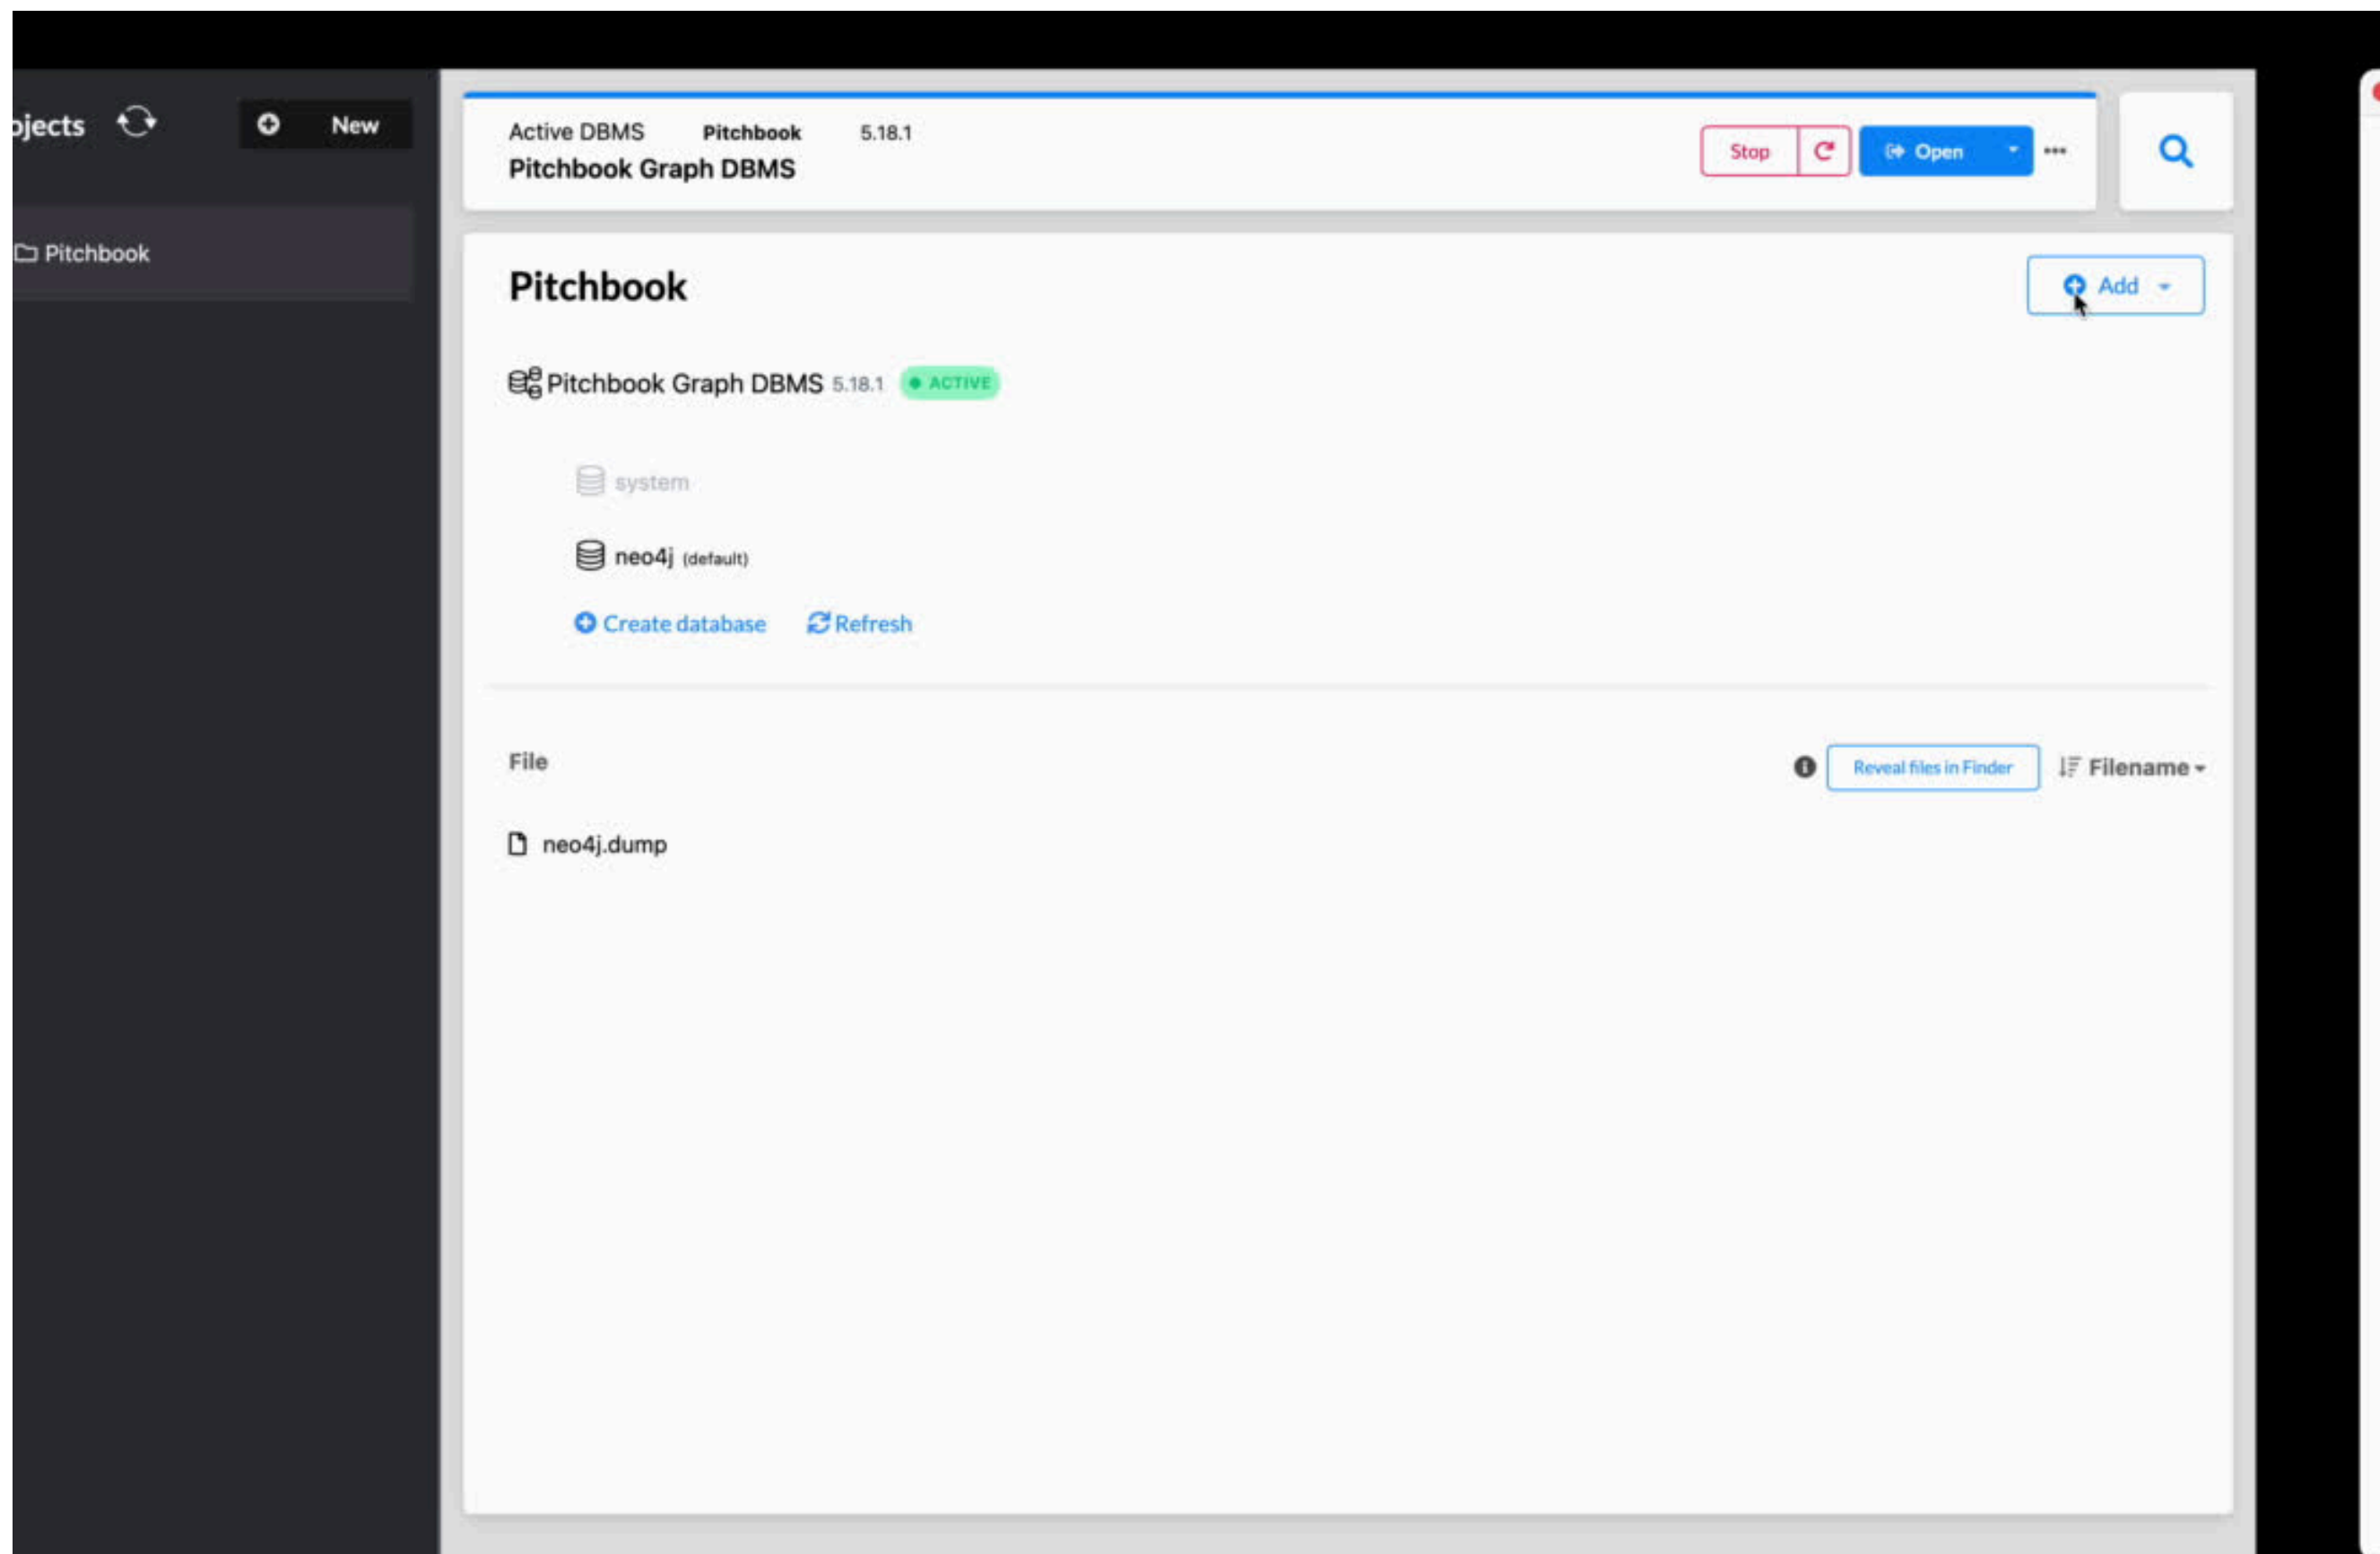 ojects New
Pitchbook
Active DBMS Pitchbook 5.18.1
Pitchbook Graph DBMS
Stop Open ...
Pitchbook
Add
Pitchbook Graph DBMS 5.18.1 ACTIVE
system
neo4j (default)
Create database Refresh
File
Reveal files in Finder Filename
neo4j.dump